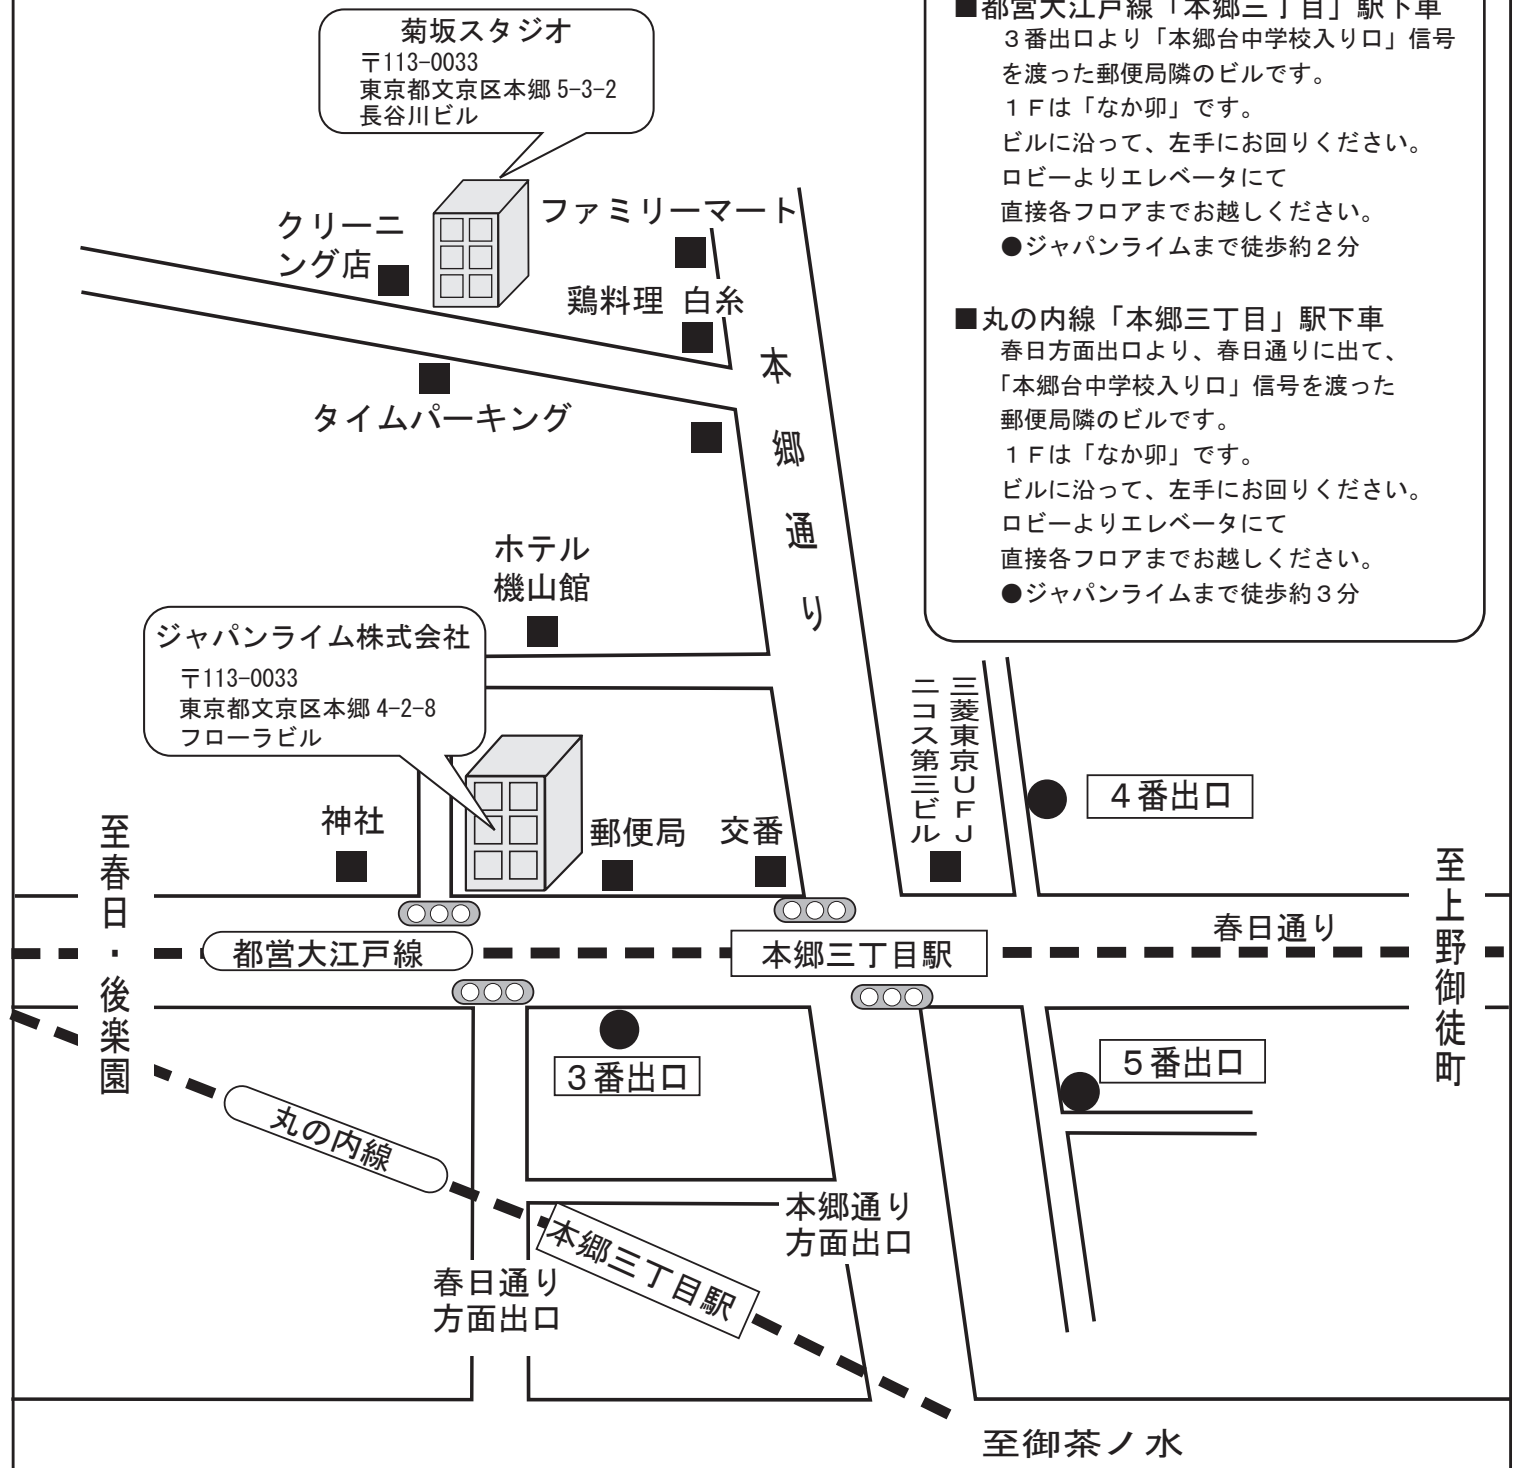 菊坂スタジオ
〒113-0033
東京都文京区本郷 5-3-2
長谷川ビル
■都営大江戸線「本郷三丁目」駅下車
３番出口より「本郷台中学校入り口」信号
を渡った郵便局隣のビルです。
１Ｆは「なか卯」です。
ビルに沿って、左手にお回りください。
ロビーよりエレベータにて
直接各フロアまでお越しください。
●ジャパンライムまで徒歩約２分
■丸の内線「本郷三丁目」駅下車
春日方面出口より、春日通りに出て、
「本郷台中学校入り口」信号を渡った
郵便局隣のビルです。
１Ｆは「なか卯」です。
ビルに沿って、左手にお回りください。
ロビーよりエレベータにて
直接各フロアまでお越しください。
●ジャパンライムまで徒歩約３分
クリーニ
ング店
ファミリーマート
鶏料理 白糸
タイムパーキング
本郷通り
ホテル
機山館
ジャパンライム株式会社
〒113-0033
東京都文京区本郷 4-2-8
フローラビル
三菱東京ＵＦＪ
ニコス第三ビル
４番出口
神社
郵便局
交番
至春日・後楽園
至上野御徒町
春日通り
都営大江戸線
本郷三丁目駅
３番出口
５番出口
丸の内線
本郷三丁目駅
本郷通り
方面出口
春日通り
方面出口
至御茶ノ水